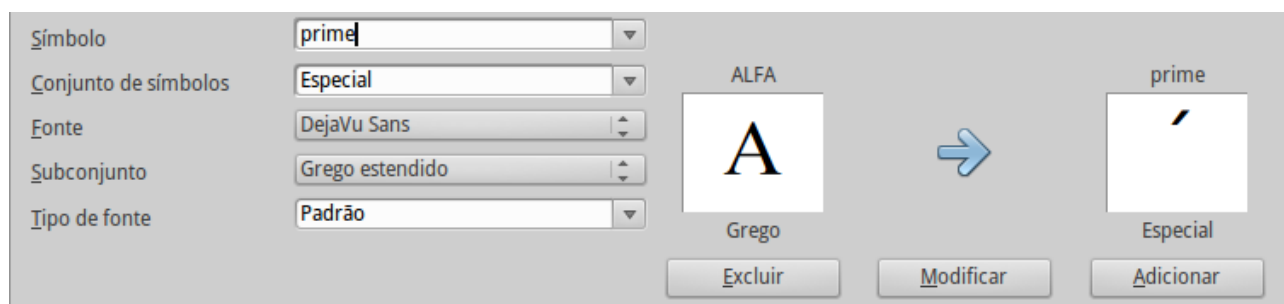 Símbolo prime
Conjunto de símbolos Especial
Fonte DejaVu Sans
Subconjunto Grego estendido
Tipo de fonte Padrão
ALFA prime
Α ´
Grego Especial
Excluir Modificar Adicionar